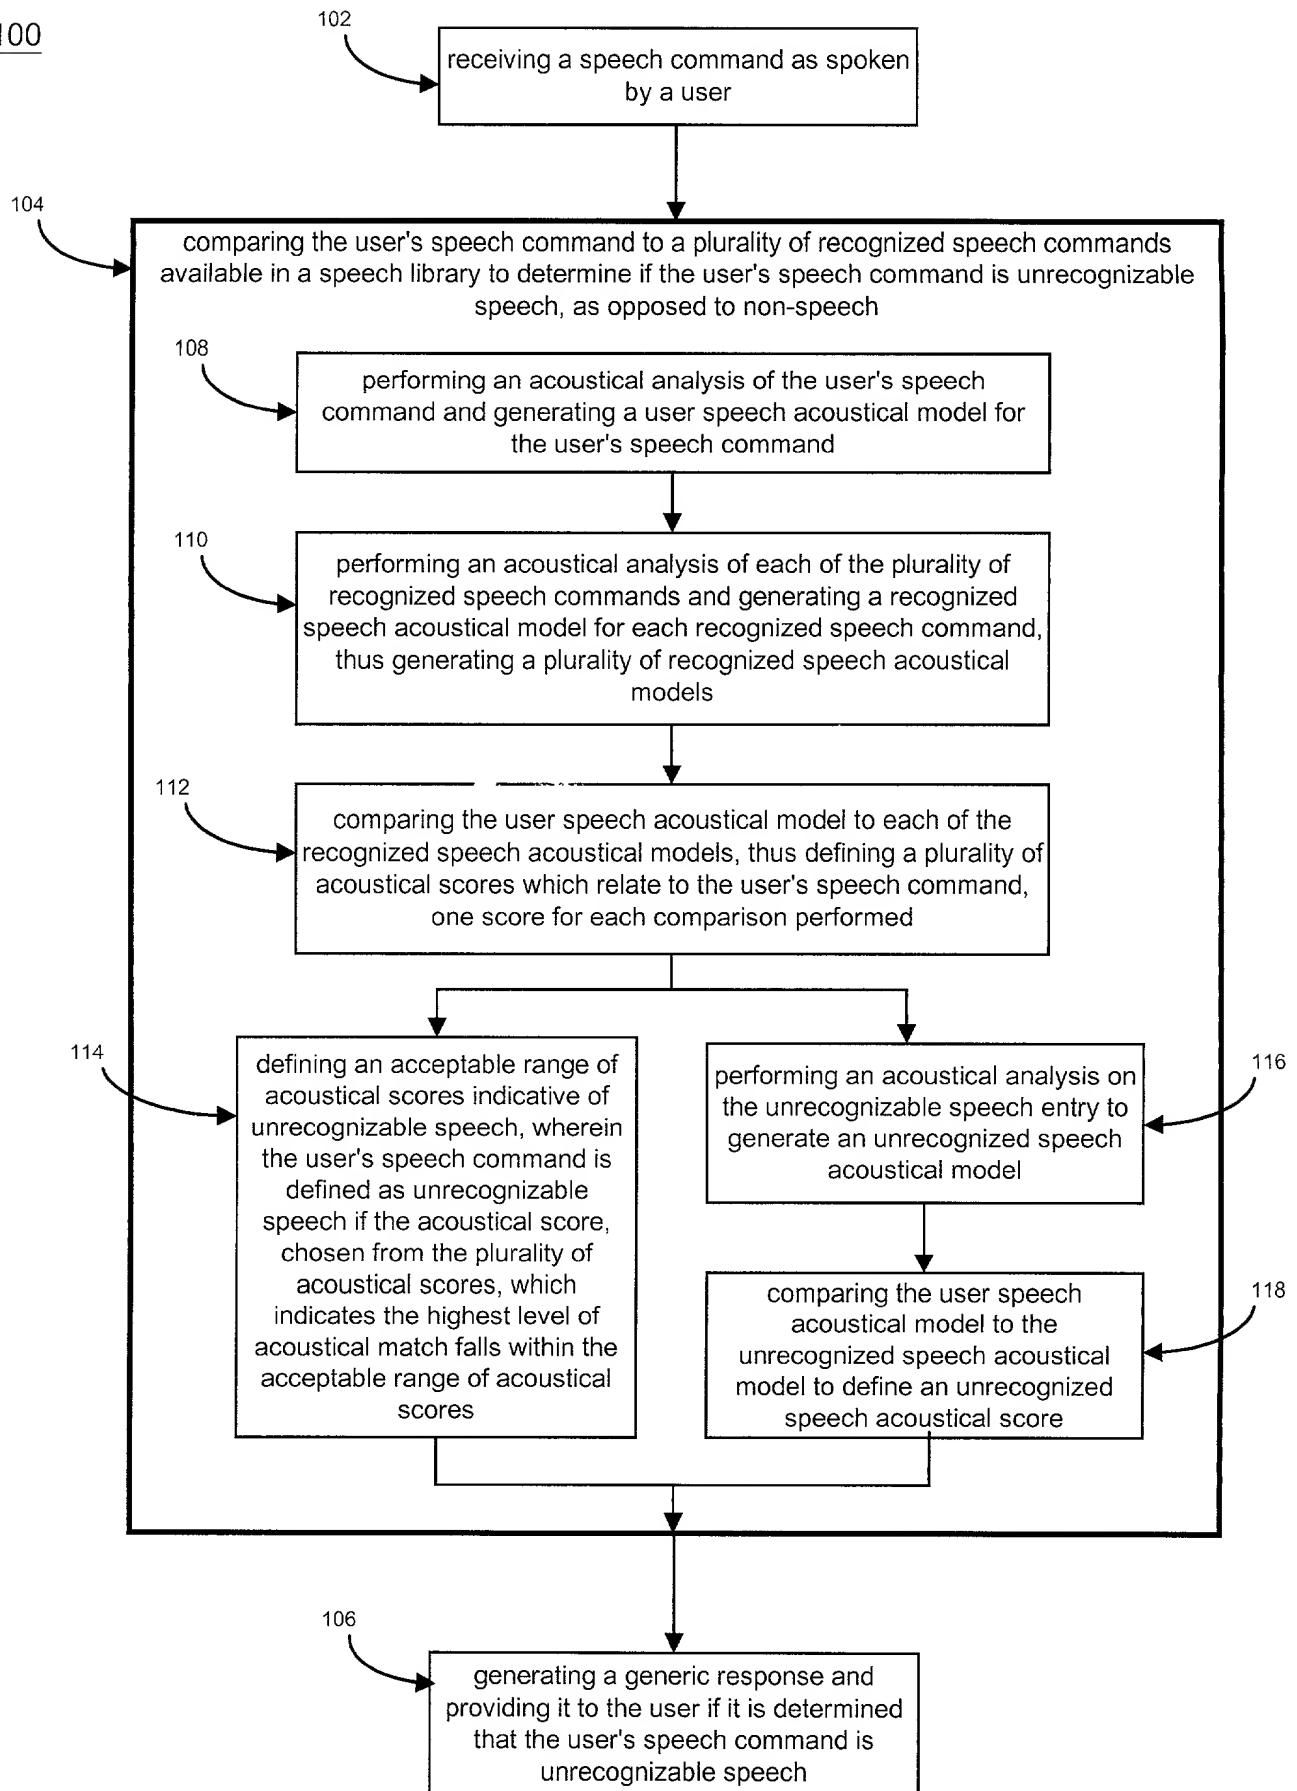 100
102
receiving a speech command as spoken
by a user
104
comparing the user's speech command to a plurality of recognized speech commands
available in a speech library to determine if the user's speech command is unrecognizable
speech, as opposed to non-speech
108
performing an acoustical analysis of the user's speech
command and generating a user speech acoustical model for
the user's speech command
110
performing an acoustical analysis of each of the plurality of
recognized speech commands and generating a recognized
speech acoustical model for each recognized speech command,
thus generating a plurality of recognized speech acoustical
models
112
comparing the user speech acoustical model to each of the
recognized speech acoustical models, thus defining a plurality of
acoustical scores which relate to the user's speech command,
one score for each comparison performed
114
defining an acceptable range of
acoustical scores indicative of
unrecognizable speech, wherein
the user's speech command is
defined as unrecognizable
speech if the acoustical score,
chosen from the plurality of
acoustical scores, which
indicates the highest level of
acoustical match falls within the
acceptable range of acoustical
scores
116
performing an acoustical analysis on
the unrecognizable speech entry to
generate an unrecognized speech
acoustical model
118
comparing the user speech
acoustical model to the
unrecognized speech acoustical
model to define an unrecognized
speech acoustical score
106
generating a generic response and
providing it to the user if it is determined
that the user's speech command is
unrecognizable speech